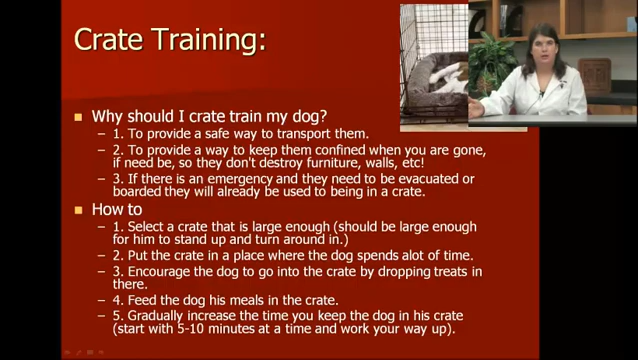 Crate Training:
Why should I crate train my dog?
– 1. To provide a safe way to transport them.
– 2. To provide a way to keep them confined when you are gone,
if need be, so they don't destroy furniture, walls, etc!
– 3. If there is an emergency and they need to be evacuated or
boarded they will already be used to being in a crate.
How to
– 1. Select a crate that is large enough (should be large enough
for him to stand up and turn around in.)
– 2. Put the crate in a place where the dog spends alot of time.
– 3. Encourage the dog to go into the crate by dropping treats in
there.
– 4. Feed the dog his meals in the crate.
– 5. Gradually increase the time you keep the dog in his crate
(start with 5-10 minutes at a time and work your way up).